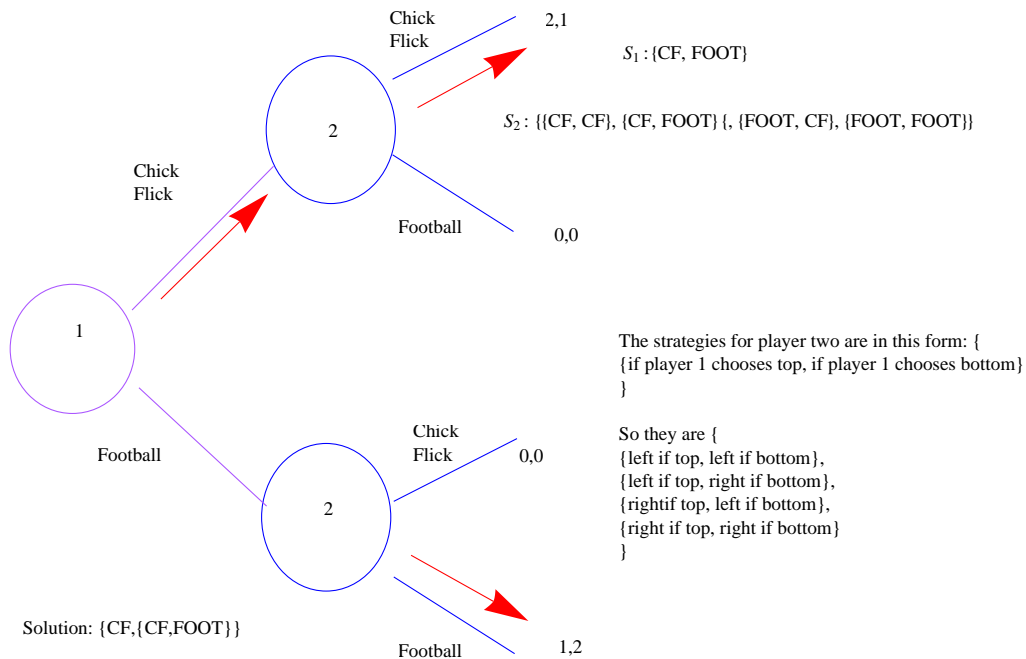 Chick
Flick
2,1
S₁ : {CF, FOOT}
S₂ : {{CF, CF}, {CF, FOOT} {, {FOOT, CF}, {FOOT, FOOT}}
2
Chick
Flick
Football
0,0
1
The strategies for player two are in this form: {
{if player 1 chooses top, if player 1 chooses bottom}
}
Football
Chick
Flick
0,0
So they are {
{left if top, left if bottom},
{left if top, right if bottom},
{rightif top, left if bottom},
{right if top, right if bottom}
}
2
Solution: {CF,{CF,FOOT}}
Football
1,2